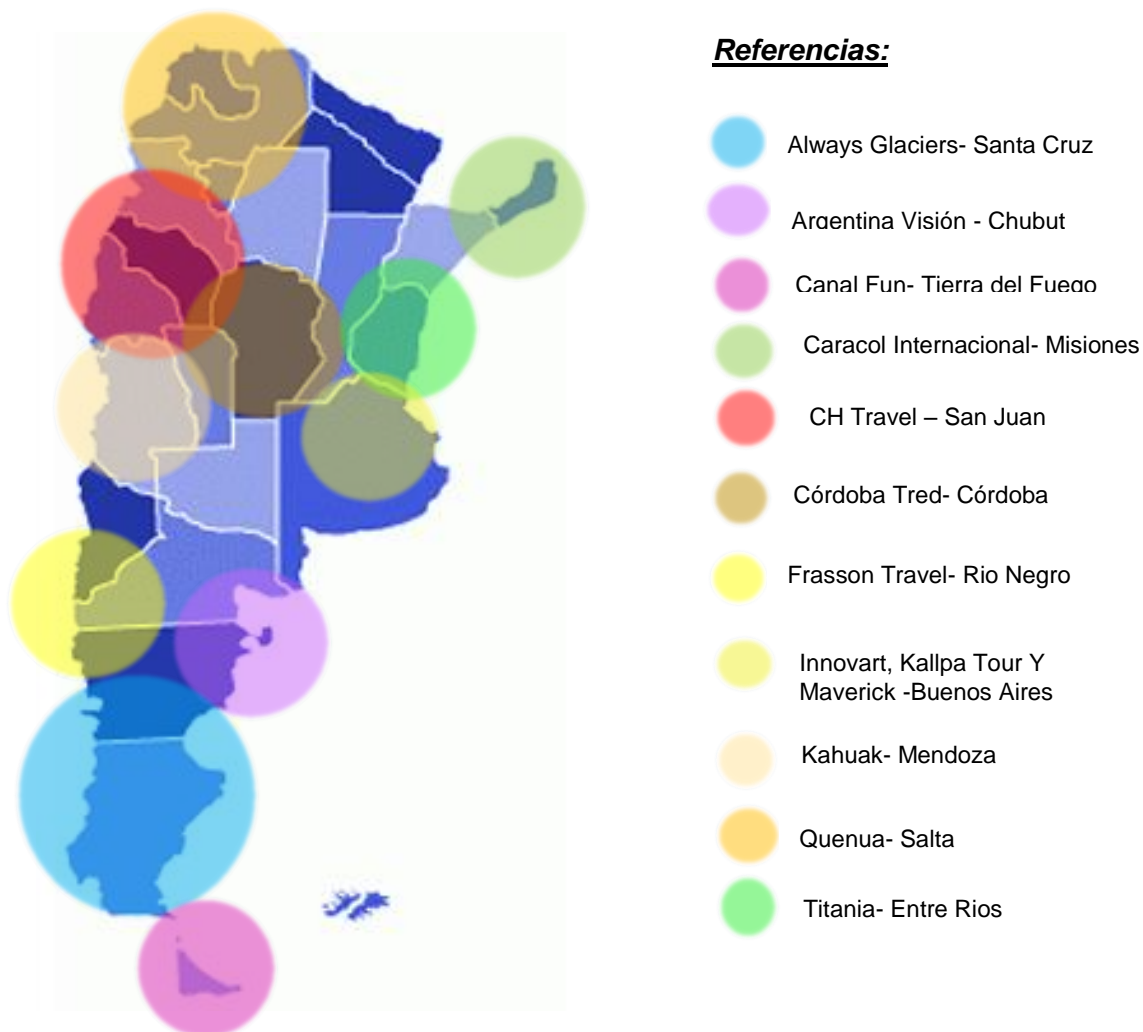 Referencias:
Always Glaciers- Santa Cruz
Argentina Visión - Chubut
Canal Fun- Tierra del Fuego
Caracol Internacional- Misiones
CH Travel – San Juan
Córdoba Tred- Córdoba
Frasson Travel- Rio Negro
Innovart, Kallpa Tour Y
Maverick -Buenos Aires
Kahuak- Mendoza
Quenua- Salta
Titania- Entre Rios